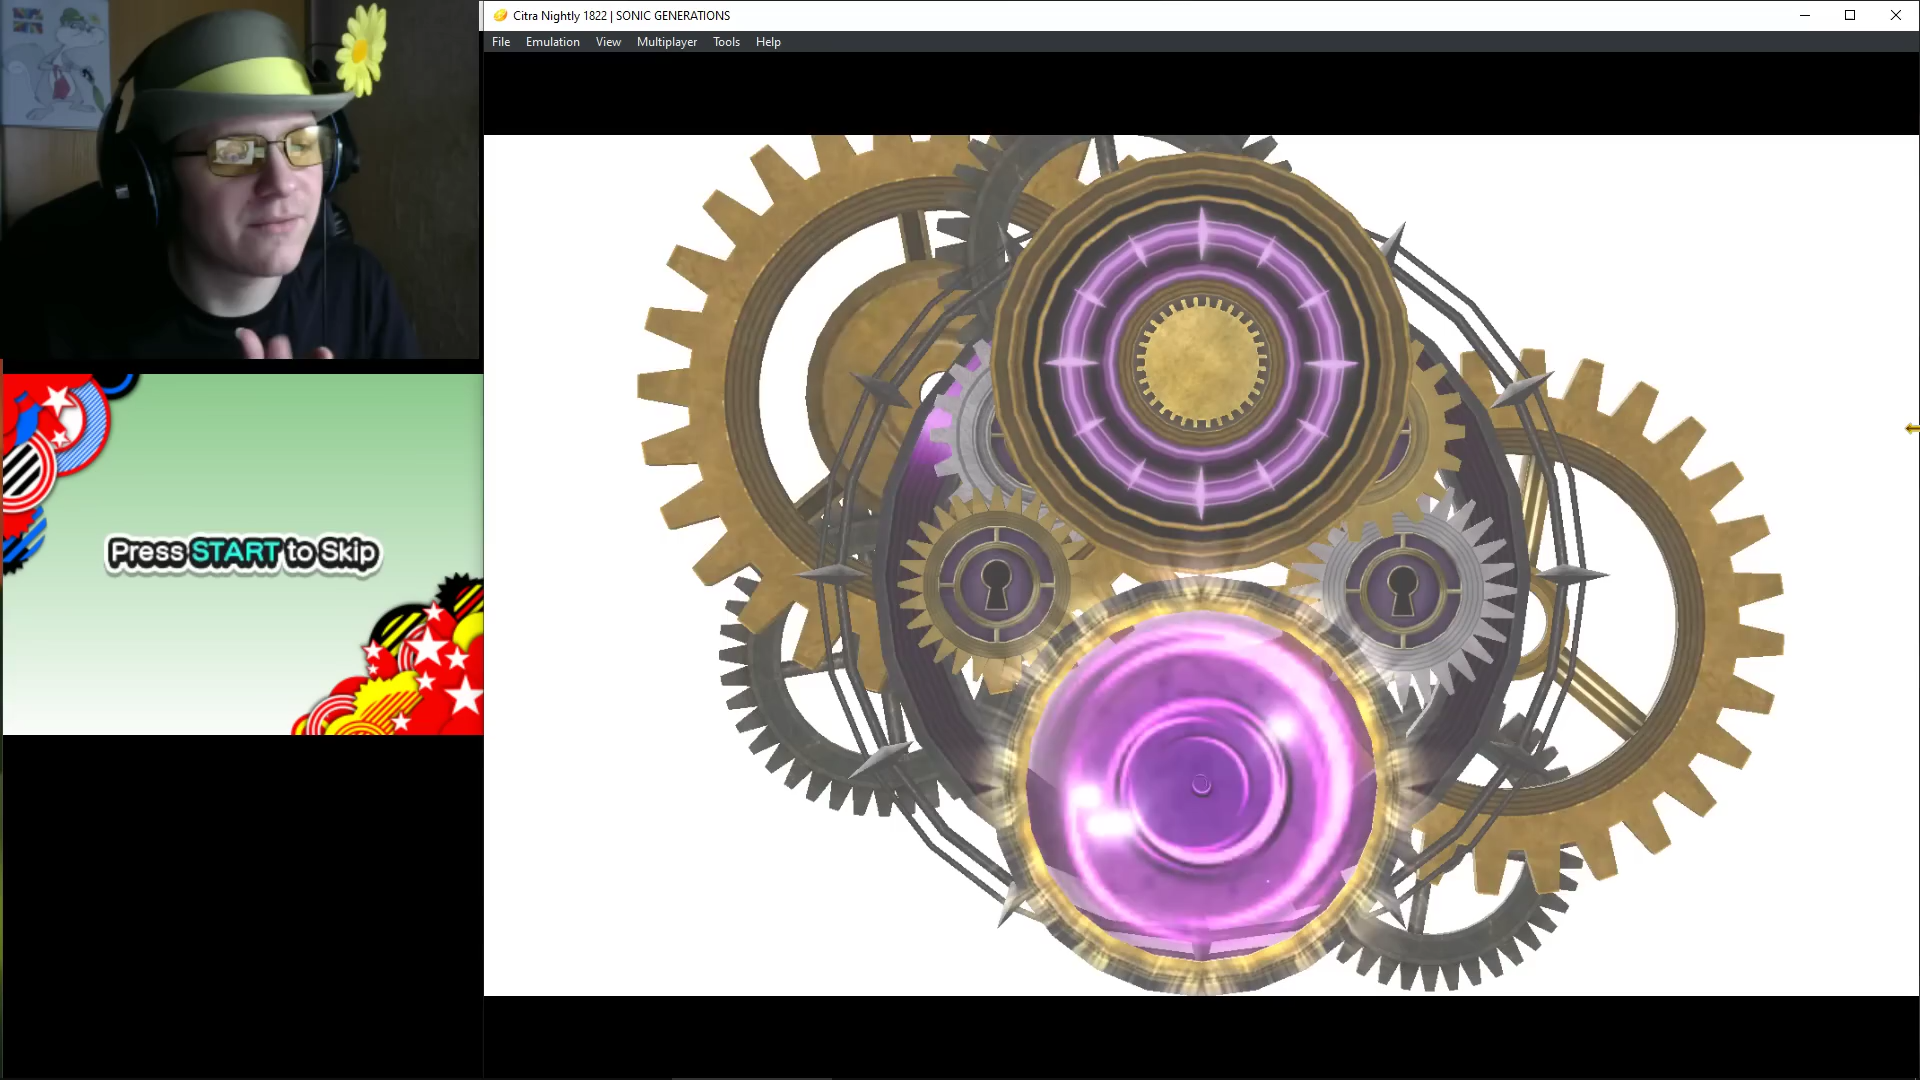 Citra Nightly 1822 | SONIC GENERATIONS
File Emulation View Multiplayer Tools Help
Press START to Skip